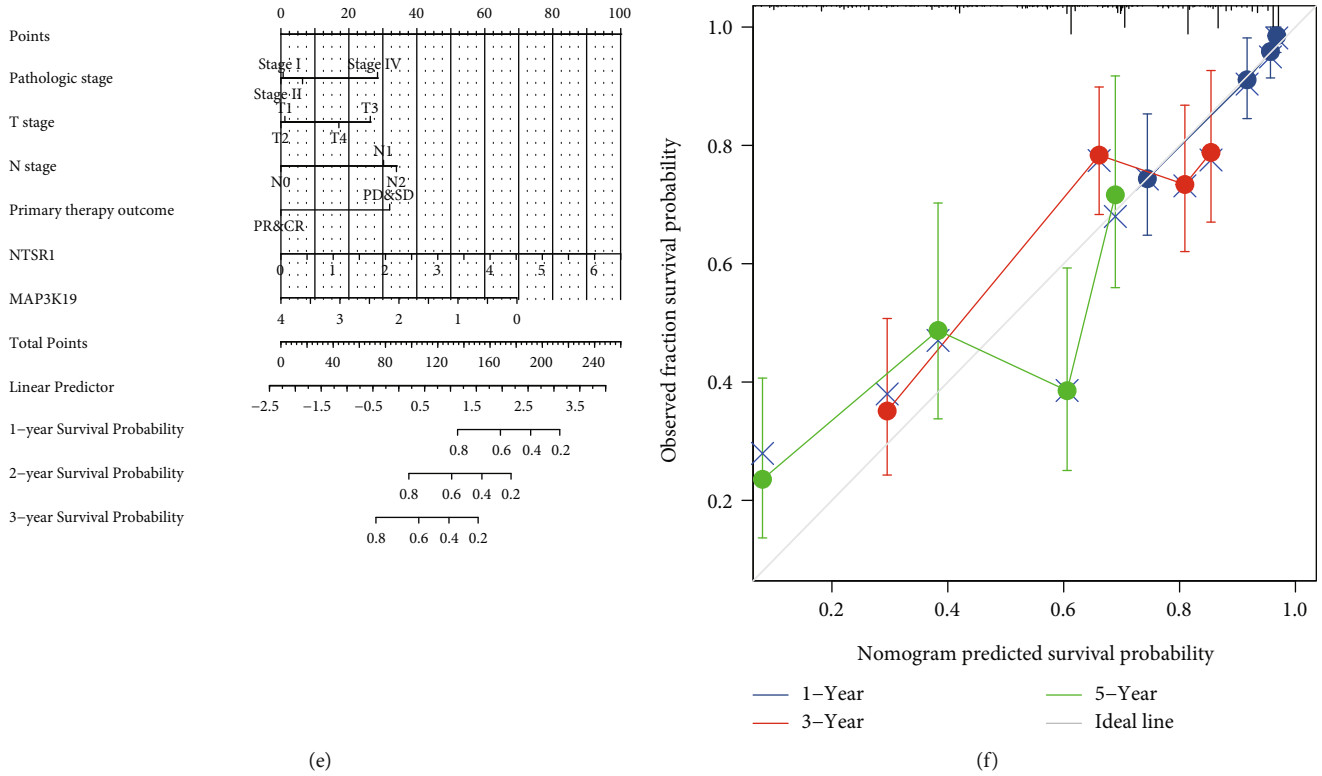 0 20 40 60 80 100
Points
Stage I Stage IV
Pathologic stage
Stage II
T1 T3
T stage
T2 T4
N1
N stage
N0 N2
PD&SD
Primary therapy outcome
PR&CR
NTSR1
0 1 2 3 4 5 6
MAP3K19
4 3 2 1 0
Total Points
0 40 80 120 160 200 240
Linear Predictor
−2.5 −1.5 −0.5 0.5 1.5 2.5 3.5
1−year Survival Probability
0.8 0.6 0.4 0.2
2−year Survival Probability
0.8 0.6 0.4 0.2
3−year Survival Probability
0.8 0.6 0.4 0.2
(e)
Observed fraction survival probability
1.0
0.8
0.6
0.4
0.2
0.2 0.4 0.6 0.8 1.0
Nomogram predicted survival probability
1−Year 5−Year
3−Year Ideal line
(f)